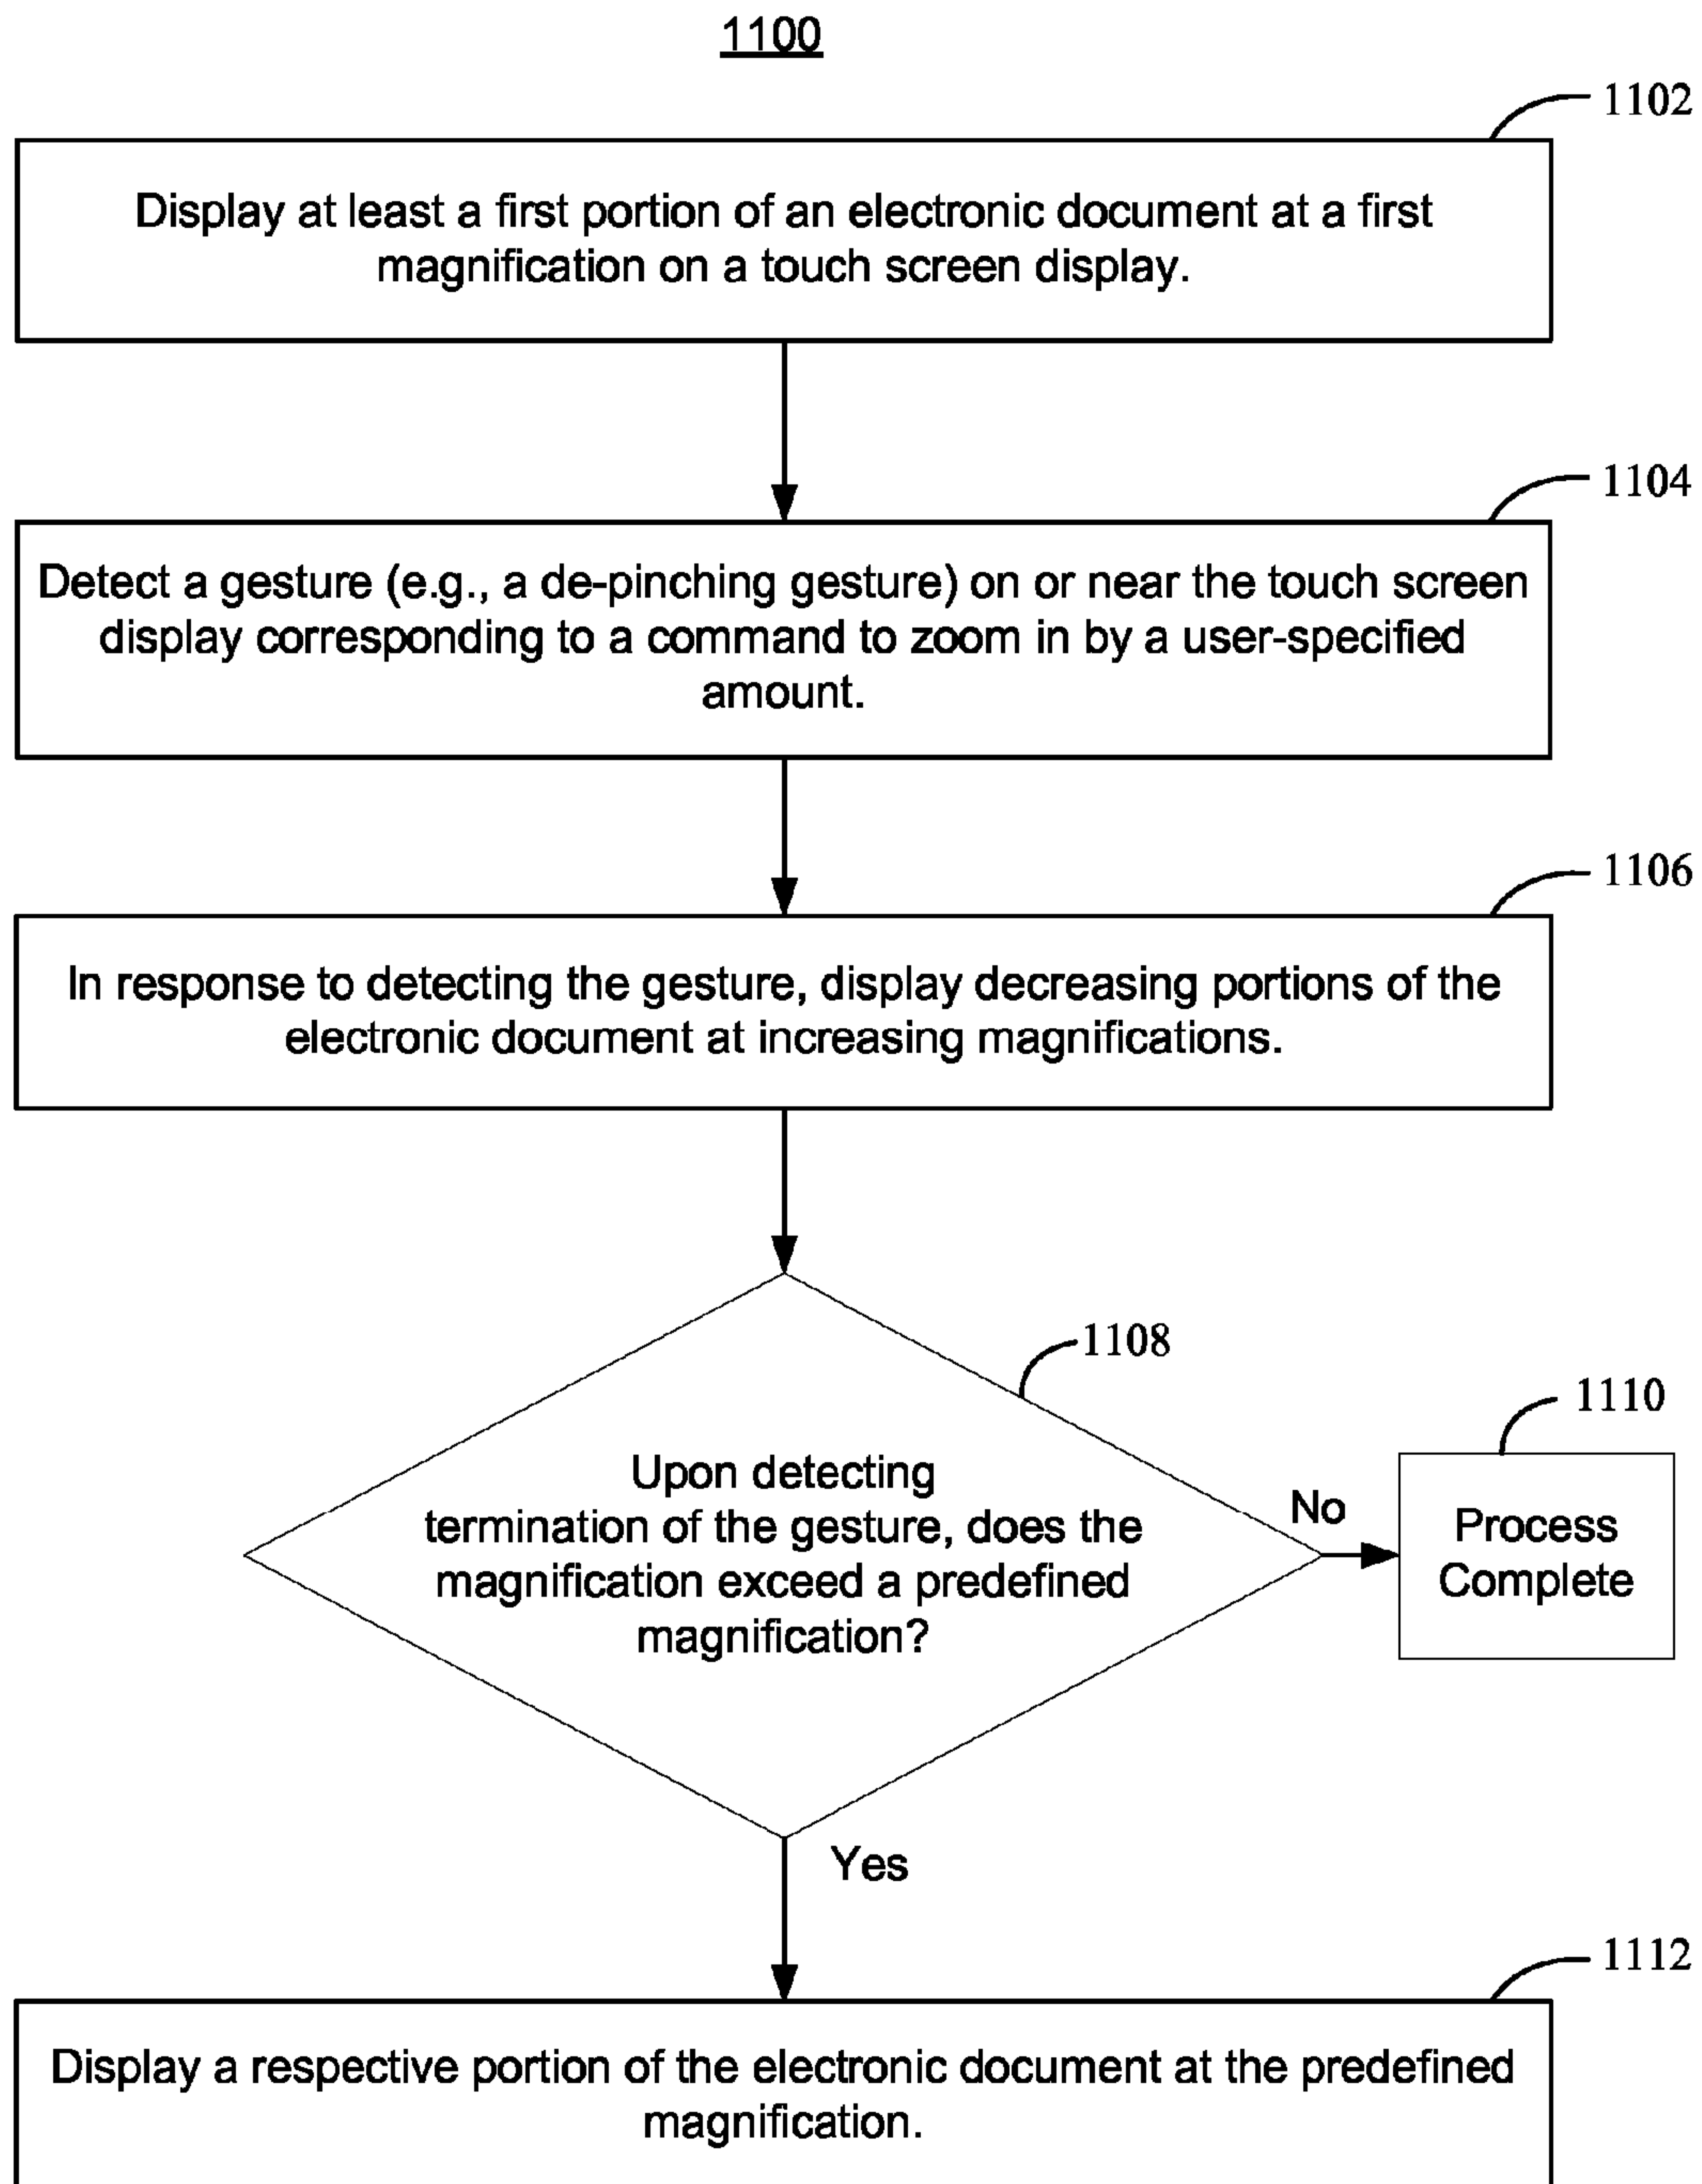 1100
1102
Display at least a first portion of an electronic document at a first
magnification on a touch screen display.
1104
Detect a gesture (e.g., a de-pinching gesture) on or near the touch screen
display corresponding to a command to zoom in by a user-specified
amount.
1106
In response to detecting the gesture, display decreasing portions of the
electronic document at increasing magnifications.
1108
Upon detecting
termination of the gesture, does the
magnification exceed a predefined
magnification?
No
1110
Process
Complete
Yes
1112
Display a respective portion of the electronic document at the predefined
magnification.